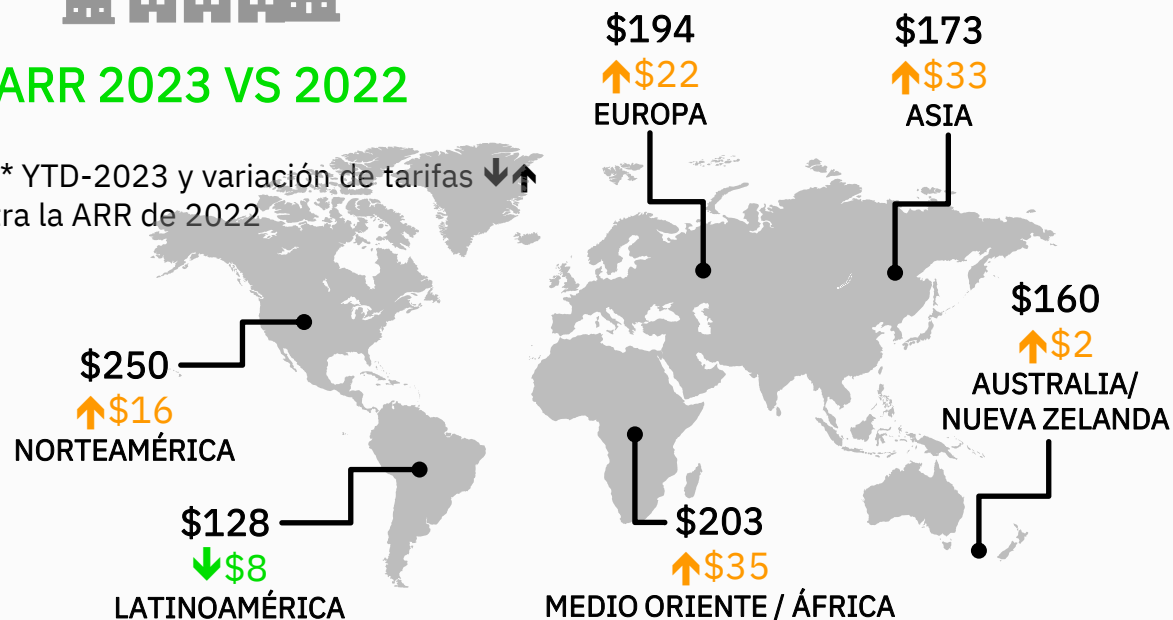 ARR 2023 VS 2022
* YTD-2023 y variación de tarifas
la ARR de 2022
$194
$22
EUROPA
$173
$33
ASIA
$160
$2
AUSTRALIA/
NUEVA ZELANDA
$250
$16
NORTEAMÉRICA
$128
$8
LATINOAMÉRICA
$203
$35
MEDIO ORIENTE / ÁFRICA